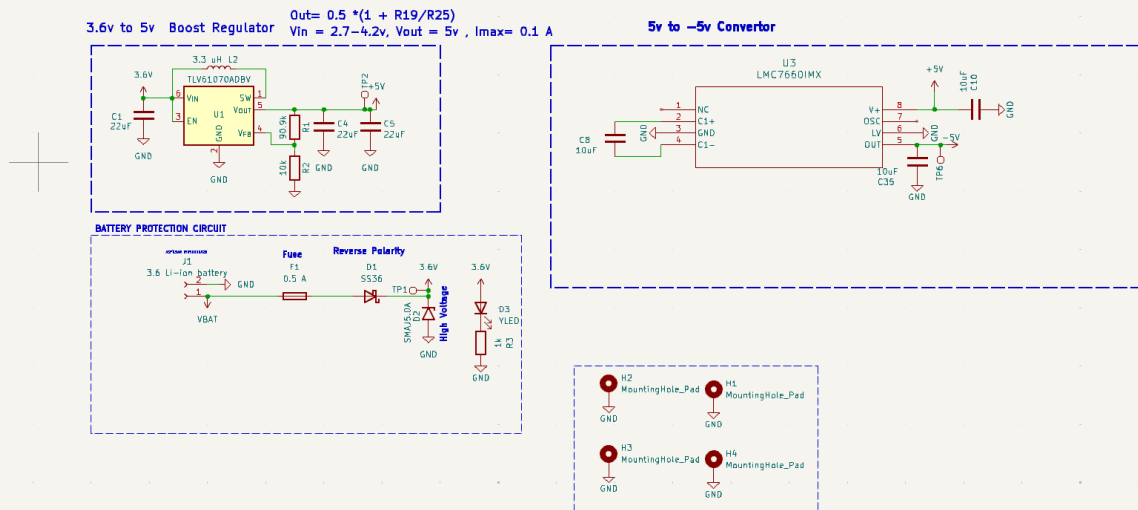 3.6v to 5v Boost Regulator
Out= 0.5 *(1 + R19/R25)
Vin = 2.7-4.2v, Vout = 5v , Imax= 0.1 A
5v to -5v Convertor
3.3 uH L2
TLV61070ADBV
3.6V
6 VIN
SW 1
VOUT 5
3 EN
U1
VFB 4
GND
2
GND
C1
22uF
GND
TP2
+5V
90.9k R1
C4
22uF
C5
22uF
GND
GND
10k R2
U3
LMC7660IMX
1 NC
2 C1+
3 GND
4 C1-
GND
C8
10uF
V+ 8
OSC 7
LV 6
OUT 5
+5V
10uF C10
GND
GND
-5V
TP6
10uF
C35
GND
BATTERY PROTECTION CIRCUIT
J1
3.6 Li-ion battery
2
1
GND
VBAT
Fuse
F1
0.5 A
Reverse Polarity
D1
SS36
TP1
3.6V
SMAJ5.0A
D2
High Voltage
GND
3.6V
D3
YLED
1k
R3
GND
H2
MountingHole_Pad
GND
H1
MountingHole_Pad
GND
H3
MountingHole_Pad
GND
H4
MountingHole_Pad
GND